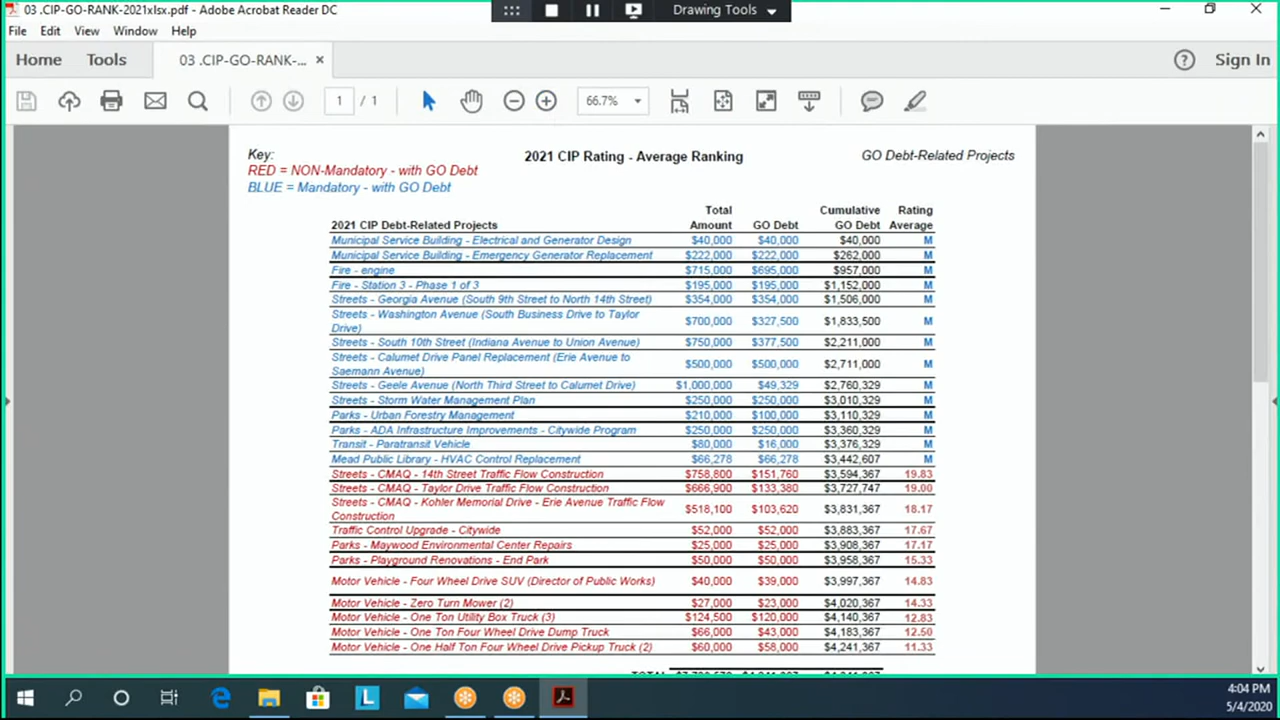 03 .CIP-GO-RANK-2021xlsx.pdf - Adobe Acrobat Reader DC
Drawing Tools
File Edit View Window Help
Home Tools 03 .CIP-GO-RANK-... × Sign In
1 / 1 66.7%
Key:
RED = NON-Mandatory - with GO Debt
BLUE = Mandatory - with GO Debt
2021 CIP Rating - Average Ranking
GO Debt-Related Projects
Total Cumulative Rating
2021 CIP Debt-Related Projects Amount GO Debt GO Debt Average
Municipal Service Building - Electrical and Generator Design $40,000 $40,000 $40,000 M
Municipal Service Building - Emergency Generator Replacement $222,000 $222,000 $262,000 M
Fire - engine $715,000 $695,000 $957,000 M
Fire - Station 3 - Phase 1 of 3 $195,000 $195,000 $1,152,000 M
Streets - Georgia Avenue (South 9th Street to North 14th Street) $354,000 $354,000 $1,506,000 M
Streets - Washington Avenue (South Business Drive to Taylor
Drive) $700,000 $327,500 $1,833,500 M
Streets - South 10th Street (Indiana Avenue to Union Avenue) $750,000 $377,500 $2,211,000 M
Streets - Calumet Drive Panel Replacement (Erie Avenue to
Saemann Avenue) $500,000 $500,000 $2,711,000 M
Streets - Geele Avenue (North Third Street to Calumet Drive) $1,000,000 $49,329 $2,760,329 M
Streets - Storm Water Management Plan $250,000 $250,000 $3,010,329 M
Parks - Urban Forestry Management $210,000 $100,000 $3,110,329 M
Parks - ADA Infrastructure Improvements - Citywide Program $250,000 $250,000 $3,360,329 M
Transit - Paratransit Vehicle $80,000 $16,000 $3,376,329 M
Mead Public Library - HVAC Control Replacement $66,278 $66,278 $3,442,607 M
Streets - CMAQ - 14th Street Traffic Flow Construction $758,800 $151,760 $3,594,367 19.83
Streets - CMAQ - Taylor Drive Traffic Flow Construction $666,900 $133,380 $3,727,747 19.00
Streets - CMAQ - Kohler Memorial Drive - Erie Avenue Traffic Flow
Construction $518,100 $103,620 $3,831,367 18.17
Traffic Control Upgrade - Citywide $52,000 $52,000 $3,883,367 17.67
Parks - Maywood Environmental Center Repairs $25,000 $25,000 $3,908,367 17.17
Parks - Playground Renovations - End Park $50,000 $50,000 $3,958,367 15.33
Motor Vehicle - Four Wheel Drive SUV (Director of Public Works) $40,000 $39,000 $3,997,367 14.83
Motor Vehicle - Zero Turn Mower (2) $27,000 $23,000 $4,020,367 14.33
Motor Vehicle - One Ton Utility Box Truck (3) $124,500 $120,000 $4,140,367 12.83
Motor Vehicle - One Ton Four Wheel Drive Dump Truck $66,000 $43,000 $4,183,367 12.50
Motor Vehicle - One Half Ton Four Wheel Drive Pickup Truck (2) $60,000 $58,000 $4,241,367 11.33
4:04 PM
5/4/2020